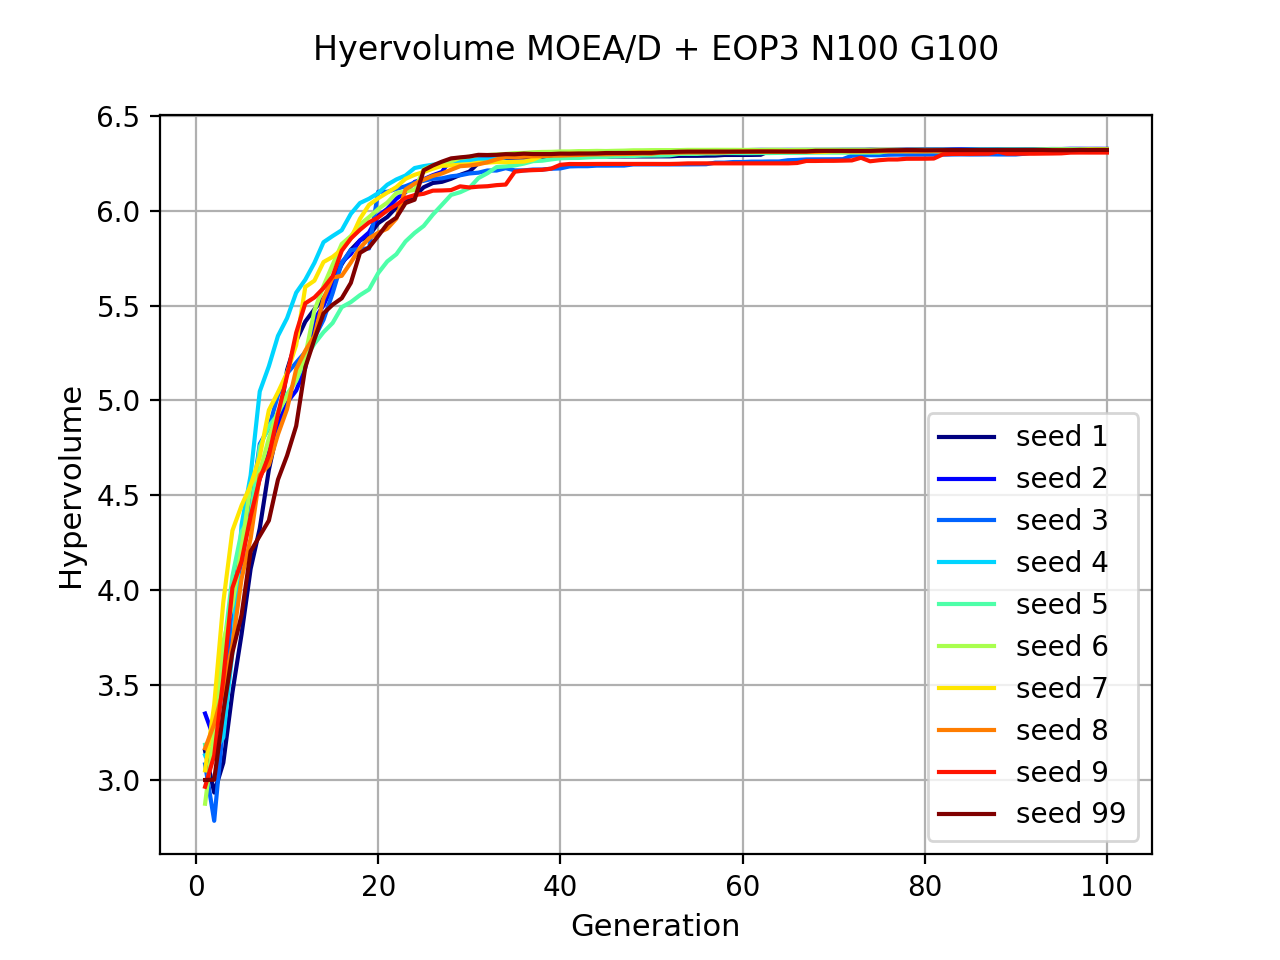 Hyervolume MOEA/D + EOP3 N100 G100
6.5
6.0
5.5
5.0
4.5
4.0
3.5
3.0
Hypervolume
seed 1
seed 2
seed 3
seed 4
seed 5
seed 6
seed 7
seed 8
seed 9
seed 99
0 20 40 60 80 100
Generation